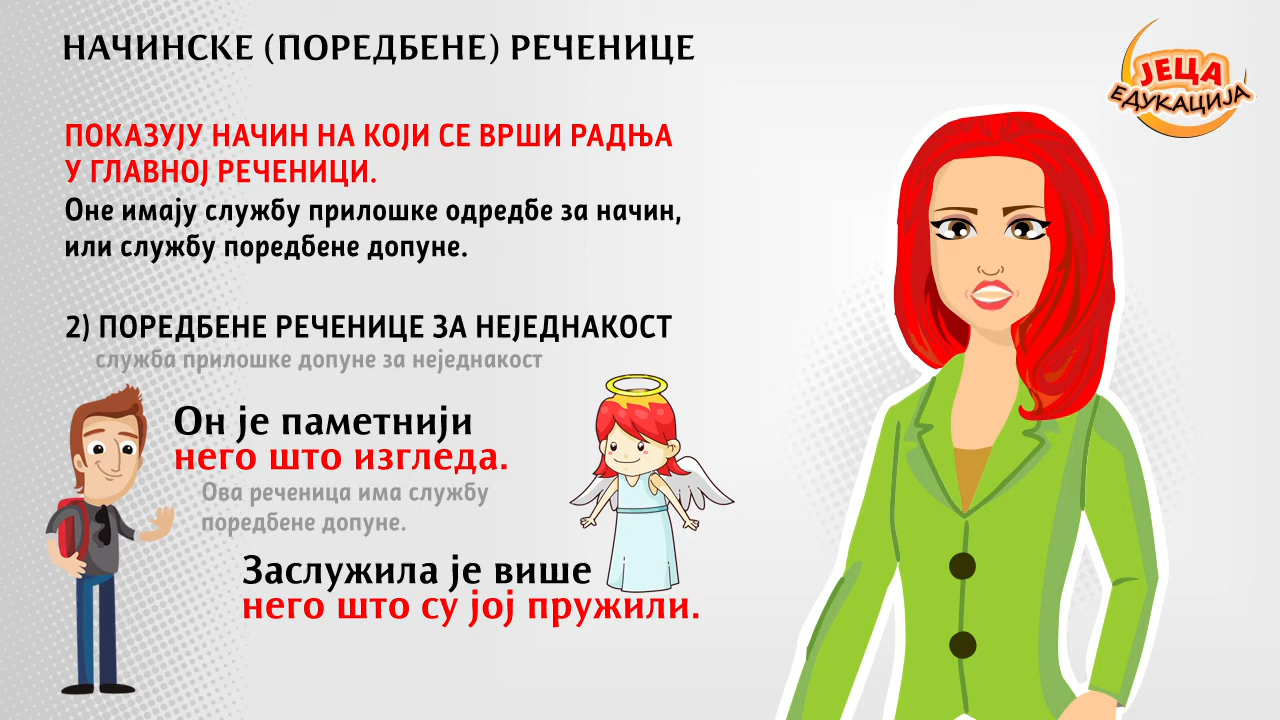 НАЧИНСКЕ (ПОРЕДБЕНЕ) РЕЧЕНИЦЕ
ЈЕЦА
ЕДУКАЦИЈА
ПОКАЗУЈУ НАЧИН НА КОЈИ СЕ ВРШИ РАДЊА
У ГЛАВНОЈ РЕЧЕНИЦИ.
Оне имају службу прилошке одредбе за начин,
или службу поредбене допуне.
2) ПОРЕДБЕНЕ РЕЧЕНИЦЕ ЗА НЕЈЕДНАКОСТ
служба прилошке допуне за неједнакост
Он је паметнији
него што изгледа.
Ова реченица има службу
поредбене допуне.
Заслужила је више
него што су јој пружили.